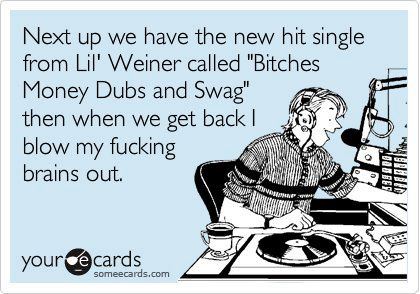 Next up we have the new hit single
from Lil' Weiner called "Bitches
Money Dubs and Swag"
then when we get back I
blow my fucking
brains out.
your e cards
someecards.com